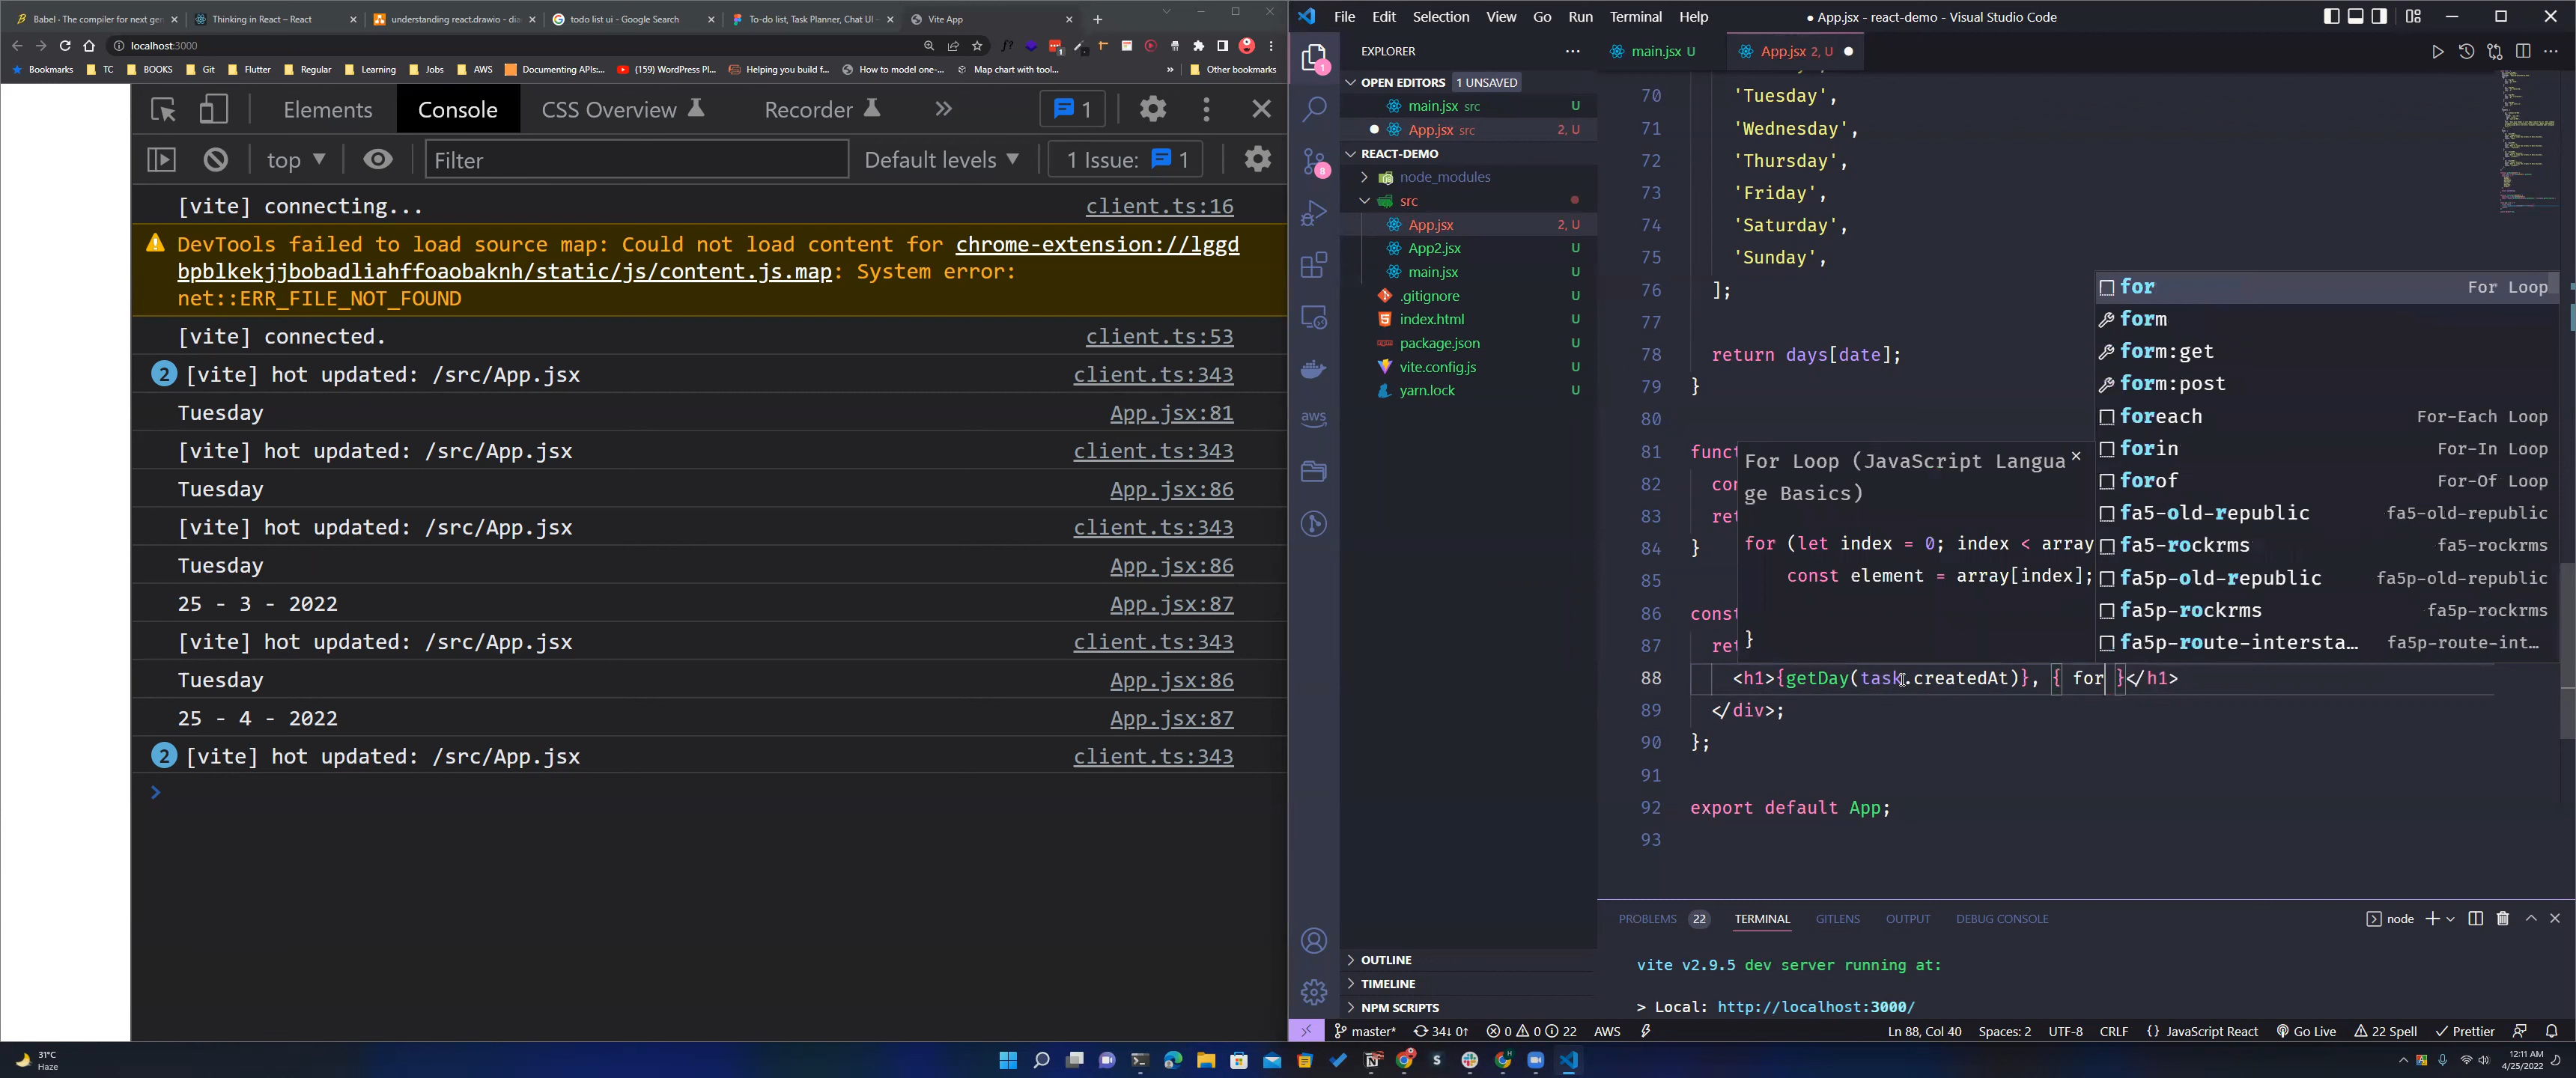 Babel · The compiler for next gen
Thinking in React – React
understanding react.drawio - dia
todo list ui - Google Search
To-do list, Task Planner, Chat UI –
Vite App
localhost:3000
Bookmarks
TC
BOOKS
Git
Flutter
Regular
Learning
Jobs
AWS
Documenting APIs:...
(159) WordPress Pl...
Helping you build f...
How to model one-...
Map chart with tool...
»
Other bookmarks
Elements
Console
CSS Overview
Recorder
1
top
Filter
Default levels
1 Issue: 1
[vite] connecting... client.ts:16
DevTools failed to load source map: Could not load content for chrome-extension://lggd
bpblkekjjbobadliahffoaobaknh/static/js/content.js.map: System error:
net::ERR_FILE_NOT_FOUND
[vite] connected. client.ts:53
2 [vite] hot updated: /src/App.jsx client.ts:343
Tuesday App.jsx:81
[vite] hot updated: /src/App.jsx client.ts:343
Tuesday App.jsx:86
[vite] hot updated: /src/App.jsx client.ts:343
Tuesday App.jsx:86
25 - 3 - 2022 App.jsx:87
[vite] hot updated: /src/App.jsx client.ts:343
Tuesday App.jsx:86
25 - 4 - 2022 App.jsx:87
2 [vite] hot updated: /src/App.jsx client.ts:343
File Edit Selection View Go Run Terminal Help
● App.jsx - react-demo - Visual Studio Code
EXPLORER
OPEN EDITORS 1 UNSAVED
main.jsx src U
App.jsx src 2, U
REACT-DEMO
node_modules
src
App.jsx 2, U
App2.jsx U
main.jsx U
.gitignore U
index.html U
package.json U
vite.config.js U
yarn.lock U
OUTLINE
TIMELINE
NPM SCRIPTS
1
8
aws
main.jsx U
App.jsx 2, U
70 'Tuesday',
71 'Wednesday',
72 'Thursday',
73 'Friday',
74 'Saturday',
75 'Sunday',
76 ];
77
78 return days[date];
79 }
80
81 funct
82 con
83 ret
84 }
85
86 const
87 ret
88 <h1>{getDay(task.createdAt)}, { for }</h1>
89 </div>;
90 };
91
92 export default App;
93
For Loop (JavaScript Langua
ge Basics)
for (let index = 0; index < array
const element = array[index];
}
for For Loop
form
form:get
form:post
foreach For-Each Loop
forin For-In Loop
forof For-Of Loop
fa5-old-republic fa5-old-republic
fa5-rockrms fa5-rockrms
fa5p-old-republic fa5p-old-republic
fa5p-rockrms fa5p-rockrms
fa5p-route-intersta... fa5p-route-int...
PROBLEMS 22 TERMINAL GITLENS OUTPUT DEBUG CONSOLE
node
vite v2.9.5 dev server running at:
> Local: http://localhost:3000/
master* 34↓ 0↑ 0 0 22 AWS
Ln 88, Col 40 Spaces: 2 UTF-8 CRLF {} JavaScript React Go Live 22 Spell Prettier
31°C
Haze
12:11 AM
4/25/2022